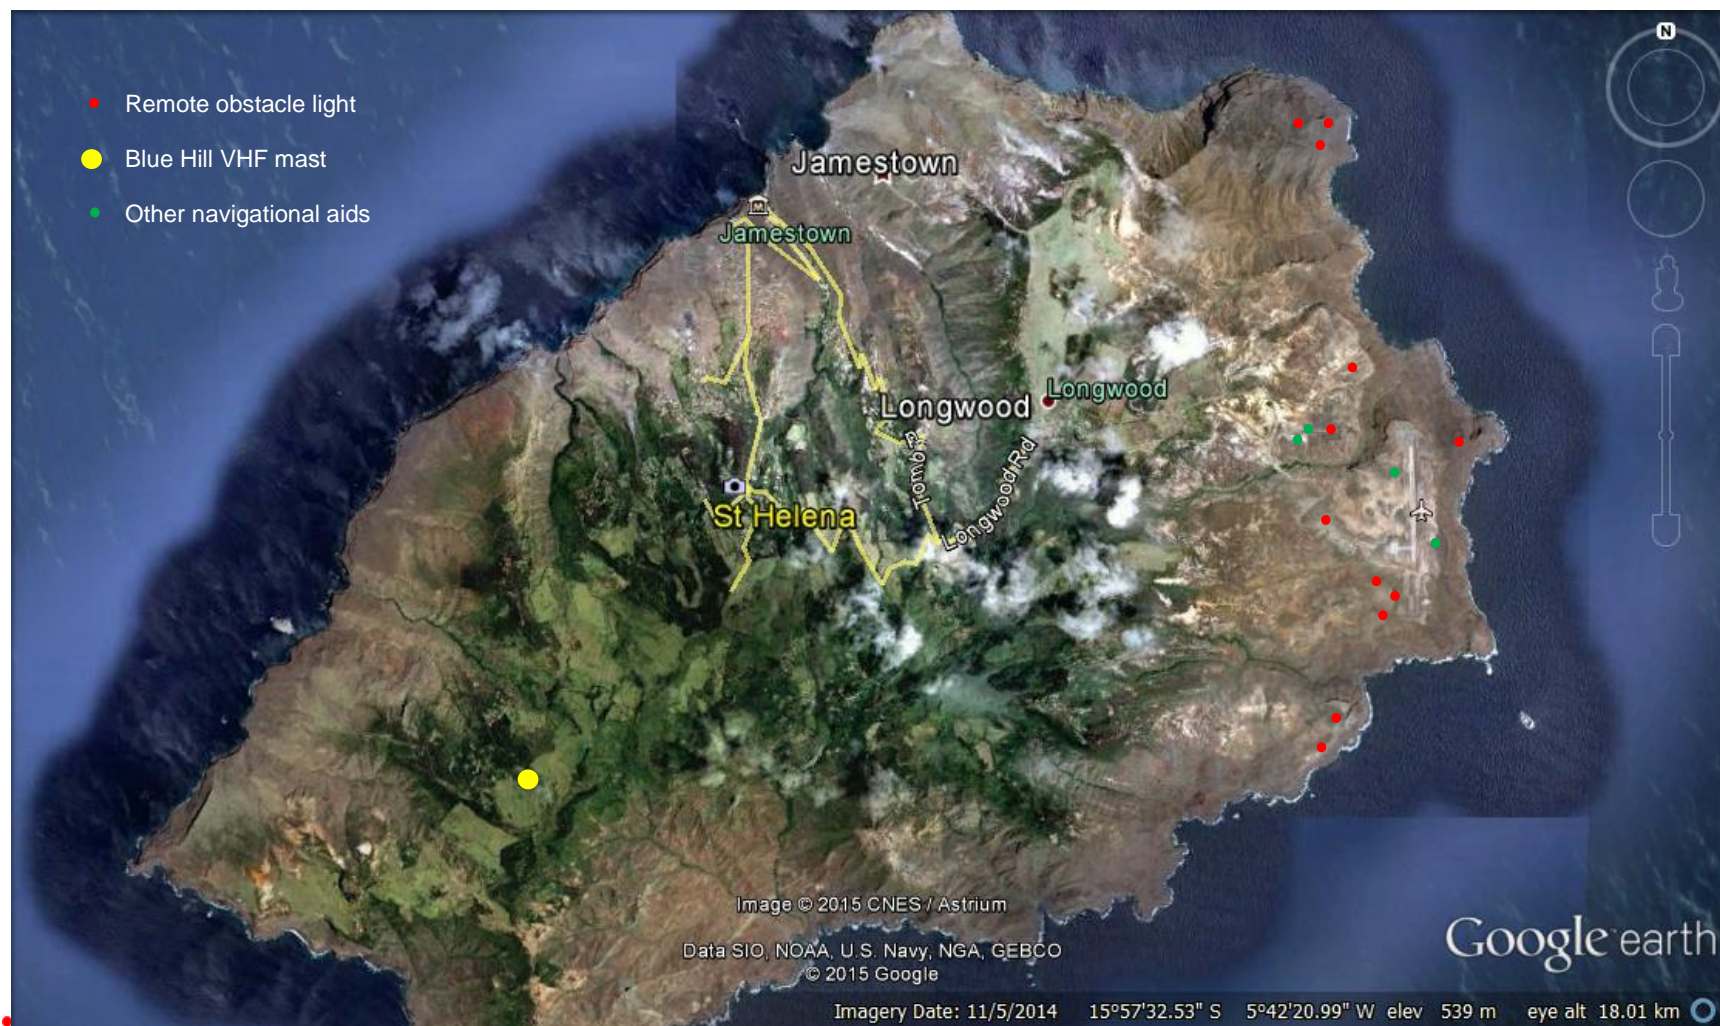 N
Remote obstacle light
Blue Hill VHF mast
Other navigational aids
Jamestown
Jamestown
Longwood
Longwood
Longwood Rd
St Helena
Image © 2015 CNES / Astrium
Data SIO, NOAA, U.S. Navy, NGA, GEBCO
© 2015 Google
Google earth
Imagery Date: 11/5/2014 15°57'32.53" S 5°42'20.99" W elev 539 m eye alt 18.01 km